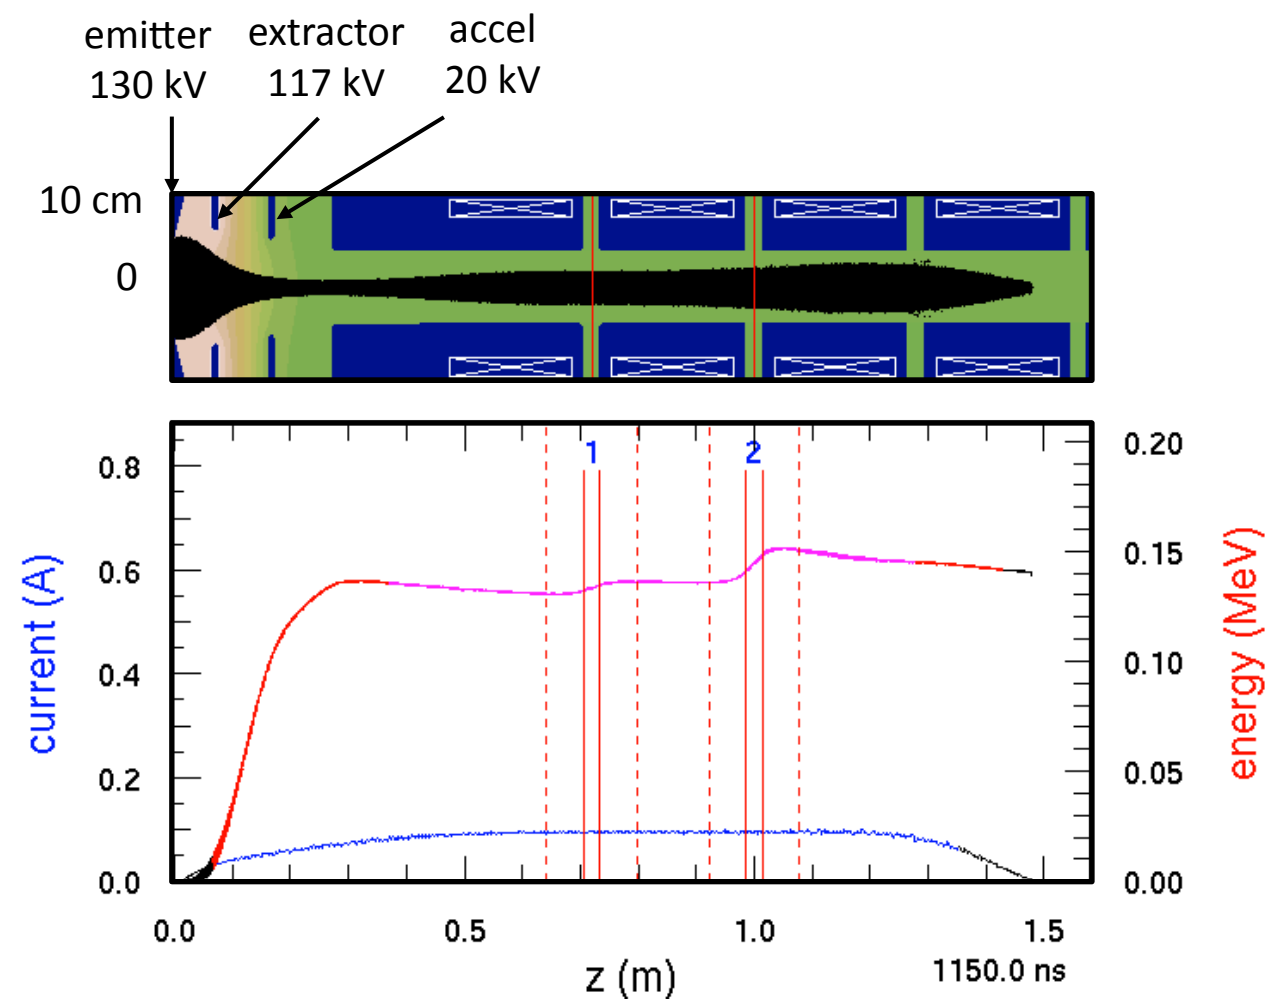 emitter extractor accel
130 kV 117 kV 20 kV
10 cm
0
1 2
0.8
0.6
0.4
0.2
0.0
current (A)
0.20
0.15
0.10
0.05
0.00
energy (MeV)
0.0 0.5 1.0 1.5
z (m)
1150.0 ns